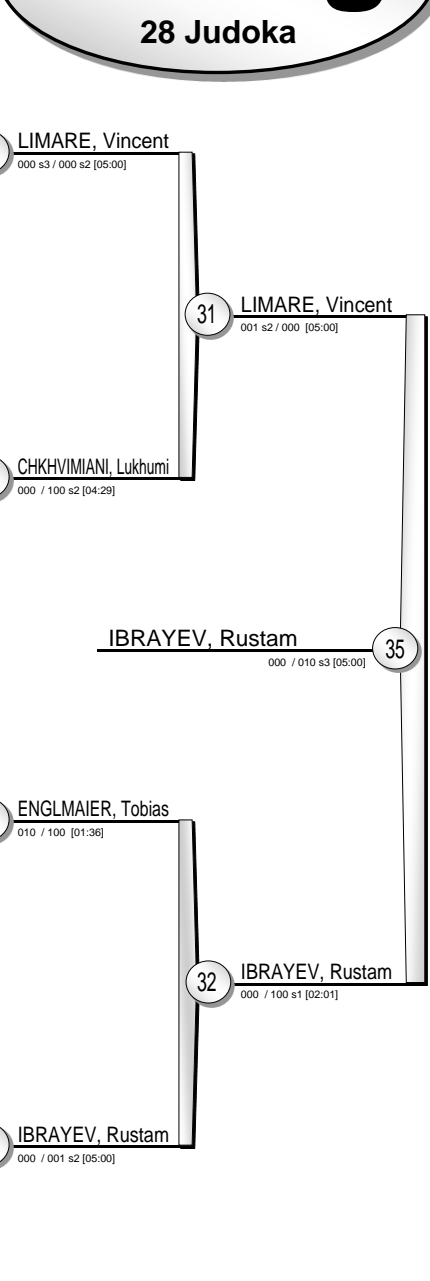 28 Judoka
LIMARE, Vincent
000 s3 / 000 s2 [05:00]
31
LIMARE, Vincent
001 s2 / 000 [05:00]
CHKHVIMIANI, Lukhumi
000 / 100 s2 [04:29]
IBRAYEV, Rustam
000 / 010 s3 [05:00]
35
ENGLMAIER, Tobias
010 / 100 [01:36]
32
IBRAYEV, Rustam
000 / 100 s1 [02:01]
IBRAYEV, Rustam
000 / 001 s2 [05:00]